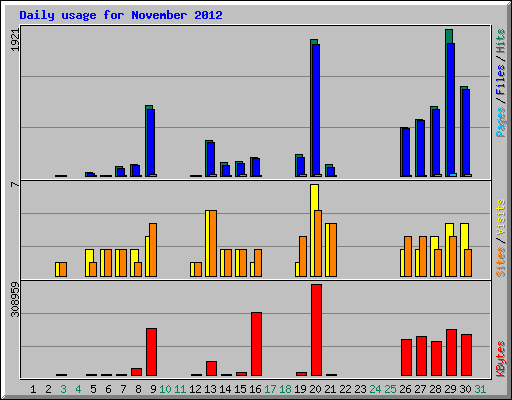 Daily usage for November 2012
1921
7
308959
Pages / Files / Hits
Sites / Visits
KBytes
1 2 3 4 5 6 7 8 9 10 11 12 13 14 15 16 17 18 19 20 21 22 23 24 25 26 27 28 29 30 31